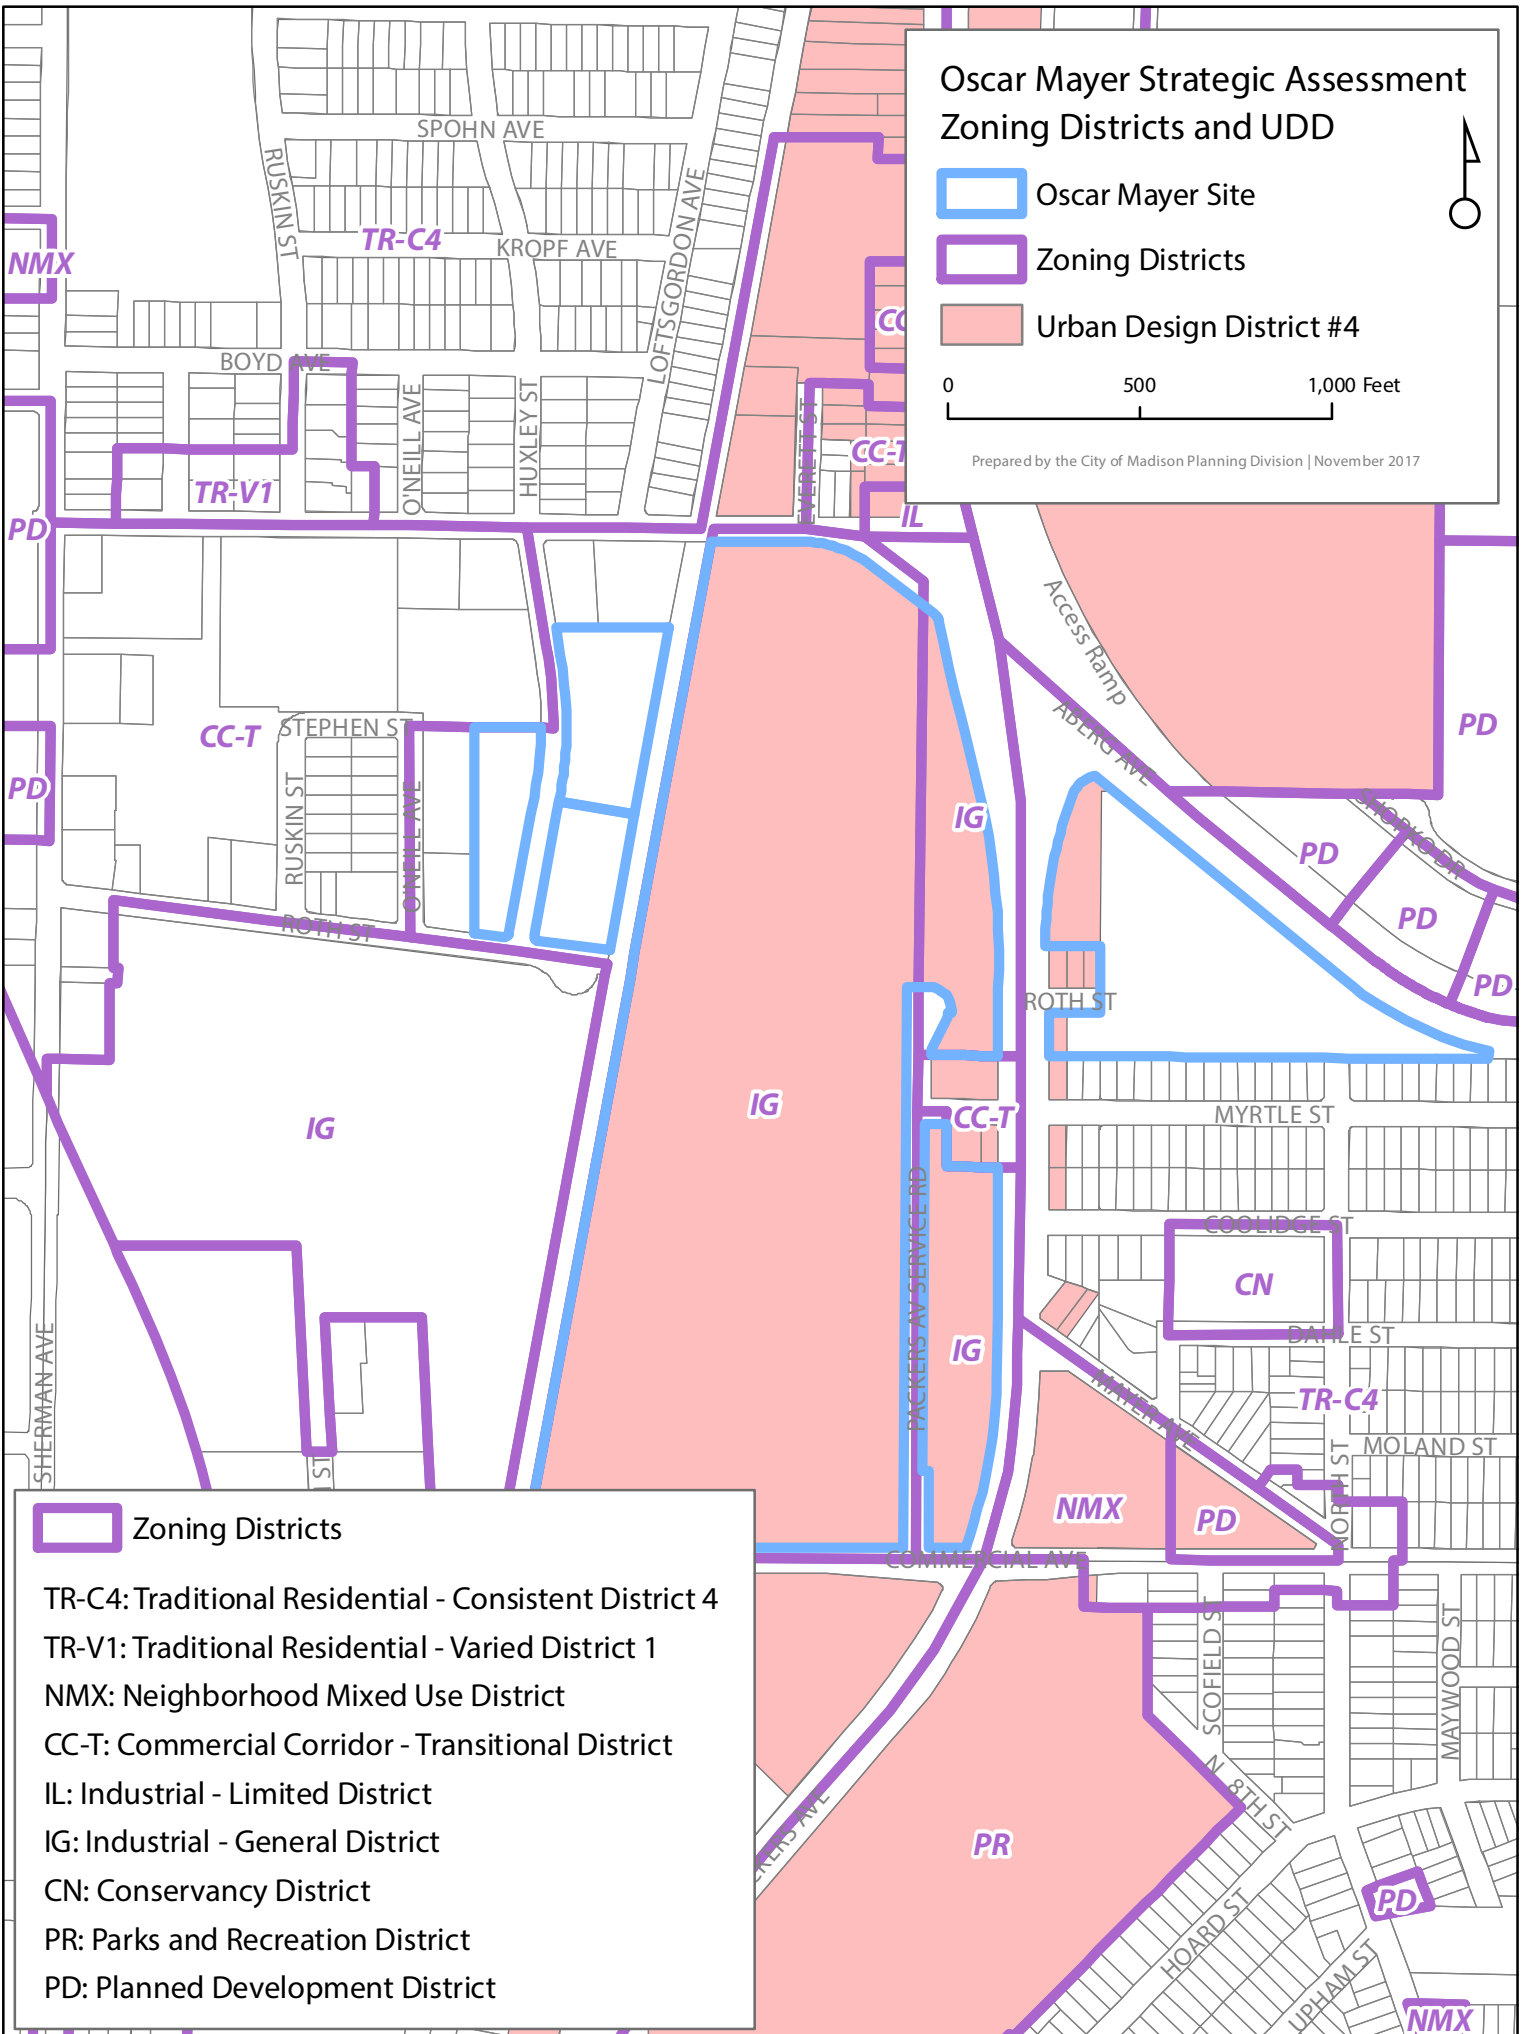 Oscar Mayer Strategic Assessment
Zoning Districts and UDD
Oscar Mayer Site
Zoning Districts
Urban Design District #4
0 500 1,000 Feet
Prepared by the City of Madison Planning Division | November 2017
SPOHN AVE
RUSKIN ST
TR-C4
KROPF AVE
LOFTSGORDON AVE
NMX
CC
BOYD AVE
O'NEILL AVE
HUXLEY ST
EVERETT ST
CC-T
TR-V1
PD
IL
Access Ramp
ABERG AVE
PD
CC-T
STEPHEN ST
PD
RUSKIN ST
O'NEILL AVE
IG
SHOPKO DR
PD
PD
PD
ROTH ST
ROTH ST
IG
IG
CC-T
MYRTLE ST
PACKERS AV SERVICE RD
COOLIDGE ST
CN
DAHLE ST
SHERMAN AVE
IG
MAYER AVE
TR-C4
MOLAND ST
NORTH ST
ST
NMX
PD
COMMERCIAL AVE
Zoning Districts
TR-C4: Traditional Residential - Consistent District 4
TR-V1: Traditional Residential - Varied District 1
NMX: Neighborhood Mixed Use District
CC-T: Commercial Corridor - Transitional District
IL: Industrial - Limited District
IG: Industrial - General District
CN: Conservancy District
PR: Parks and Recreation District
PD: Planned Development District
SCOFIELD ST
MAYWOOD ST
N. 8TH ST
KERS AVE
PR
HOARD ST
PD
UPHAM ST
NMX